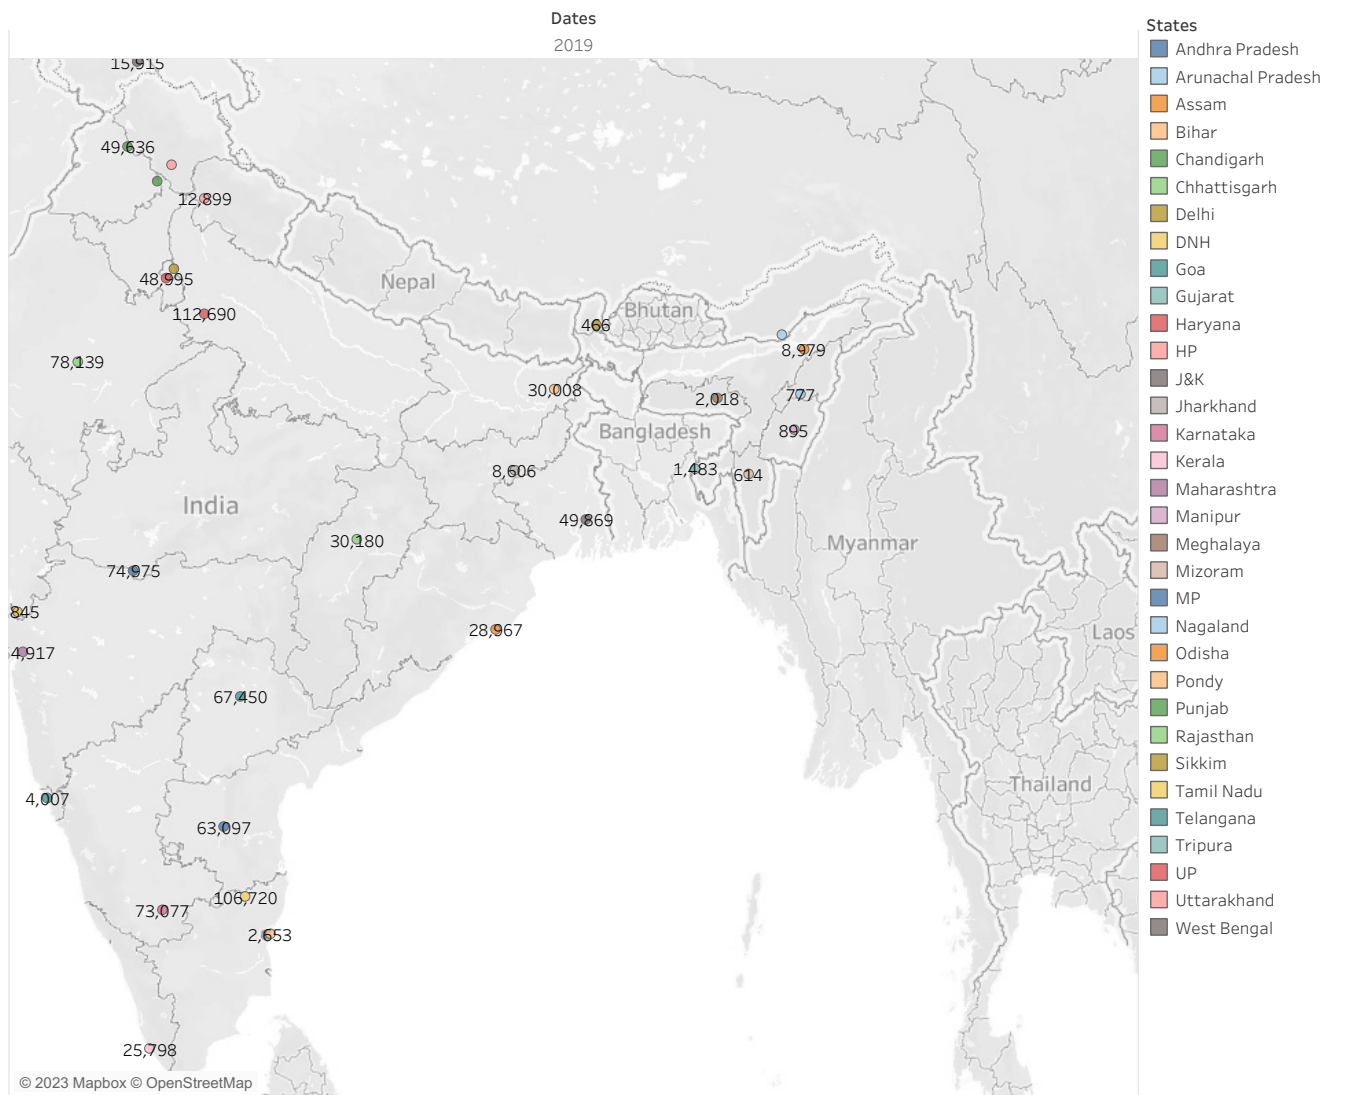 Dates
2019
15,915
49,636
12,899
48,995
112,690
Nepal
Bhutan
466
78,139
8,979
30,008
2,018
777
Bangladesh
895
8,606
1,483
614
India
49,869
30,180
Myanmar
74,975
845
28,967
Laos
4,917
67,450
Thailand
4,007
63,097
106,720
73,077
2,653
25,798
© 2023 Mapbox © OpenStreetMap
States
Andhra Pradesh
Arunachal Pradesh
Assam
Bihar
Chandigarh
Chhattisgarh
Delhi
DNH
Goa
Gujarat
Haryana
HP
J&K
Jharkhand
Karnataka
Kerala
Maharashtra
Manipur
Meghalaya
Mizoram
MP
Nagaland
Odisha
Pondy
Punjab
Rajasthan
Sikkim
Tamil Nadu
Telangana
Tripura
UP
Uttarakhand
West Bengal